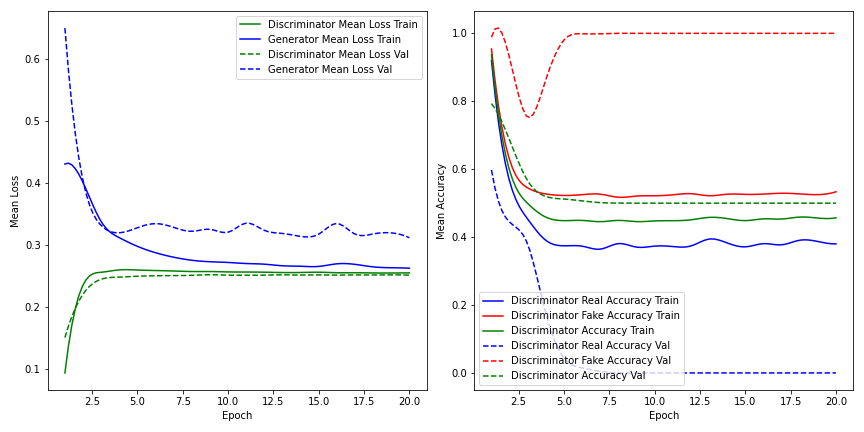 Discriminator Mean Loss Train
Generator Mean Loss Train
Discriminator Mean Loss Val
Generator Mean Loss Val
Mean Loss
0.6
0.5
0.4
0.3
0.2
0.1
2.5 5.0 7.5 10.0 12.5 15.0 17.5 20.0
Epoch
Mean Accuracy
1.0
0.8
0.6
0.4
0.2
0.0
Discriminator Real Accuracy Train
Discriminator Fake Accuracy Train
Discriminator Accuracy Train
Discriminator Real Accuracy Val
Discriminator Fake Accuracy Val
Discriminator Accuracy Val
2.5 5.0 7.5 10.0 12.5 15.0 17.5 20.0
Epoch